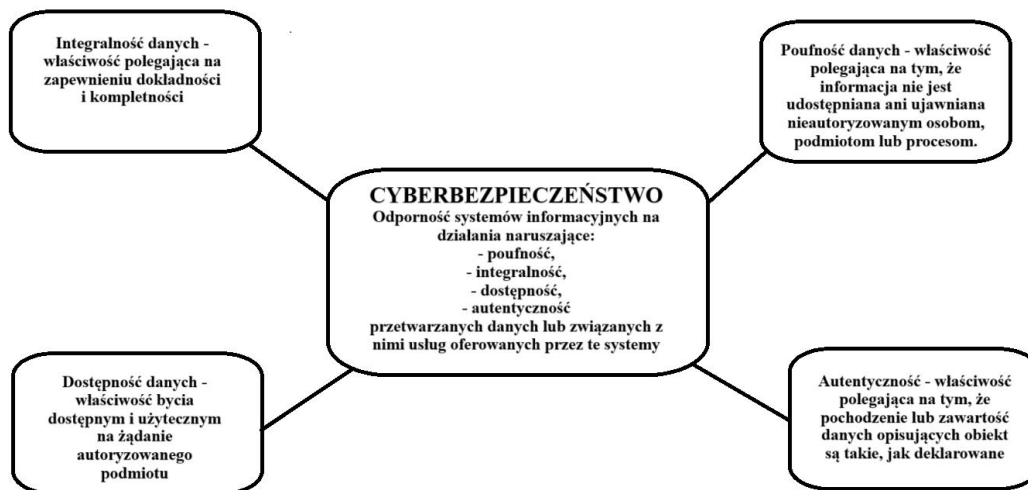 Integralność danych -
właściwość polegająca na
zapewnieniu dokładności
i kompletności
Poufność danych - właściwość
polegająca na tym, że
informacja nie jest
udostępniana ani ujawniana
nieautoryzowanym osobom,
podmiotom lub procesom.
CYBERBEZPIECZEŃSTWO
Odporność systemów informacyjnych na
działania naruszające:
- poufność,
- integralność,
- dostępność,
- autentyczność
przetwarzanych danych lub związanych z
nimi usług oferowanych przez te systemy
Dostępność danych -
właściwość bycia
dostępnym i użytecznym
na żądanie
autoryzowanego
podmiotu
Autentyczność - właściwość
polegająca na tym, że
pochodzenie lub zawartość
danych opisujących obiekt
są takie, jak deklarowane